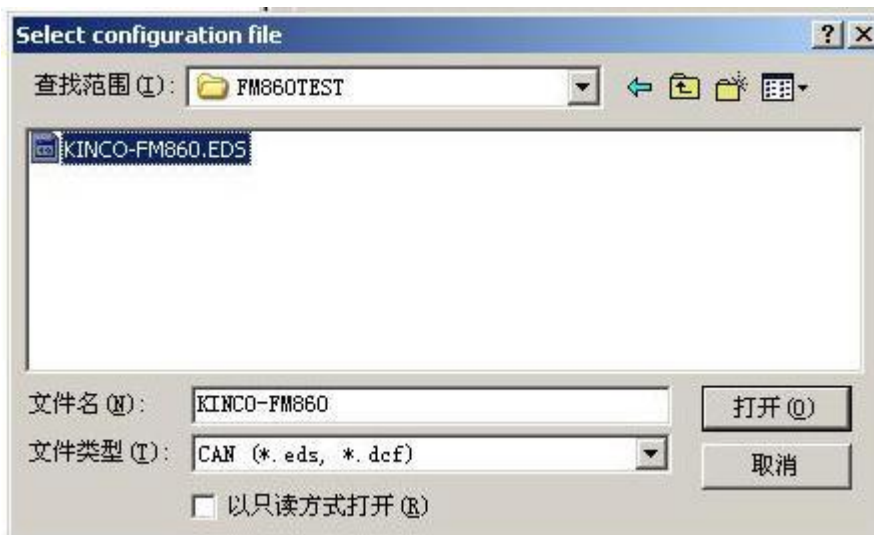 Select configuration file
查找范围(I): FM860TEST
KINCO-FM860.EDS
文件名(N): KINCO-FM860 打开(O)
文件类型(T): CAN (*.eds, *.dcf) 取消
以只读方式打开(R)